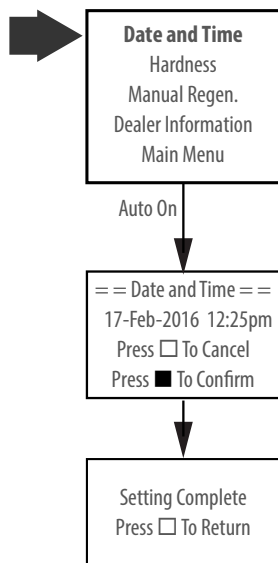 Date and Time
Hardness
Manual Regen.
Dealer Information
Main Menu
Auto On
= = Date and Time = =
17-Feb-2016 12:25pm
Press □ To Cancel
Press ■ To Confirm
Setting Complete
Press □ To Return